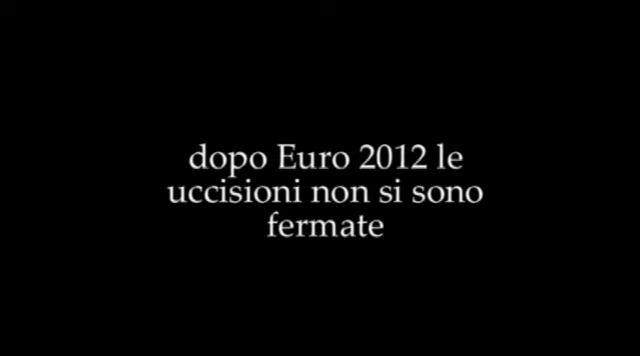 dopo Euro 2012 le
uccisioni non si sono
fermate